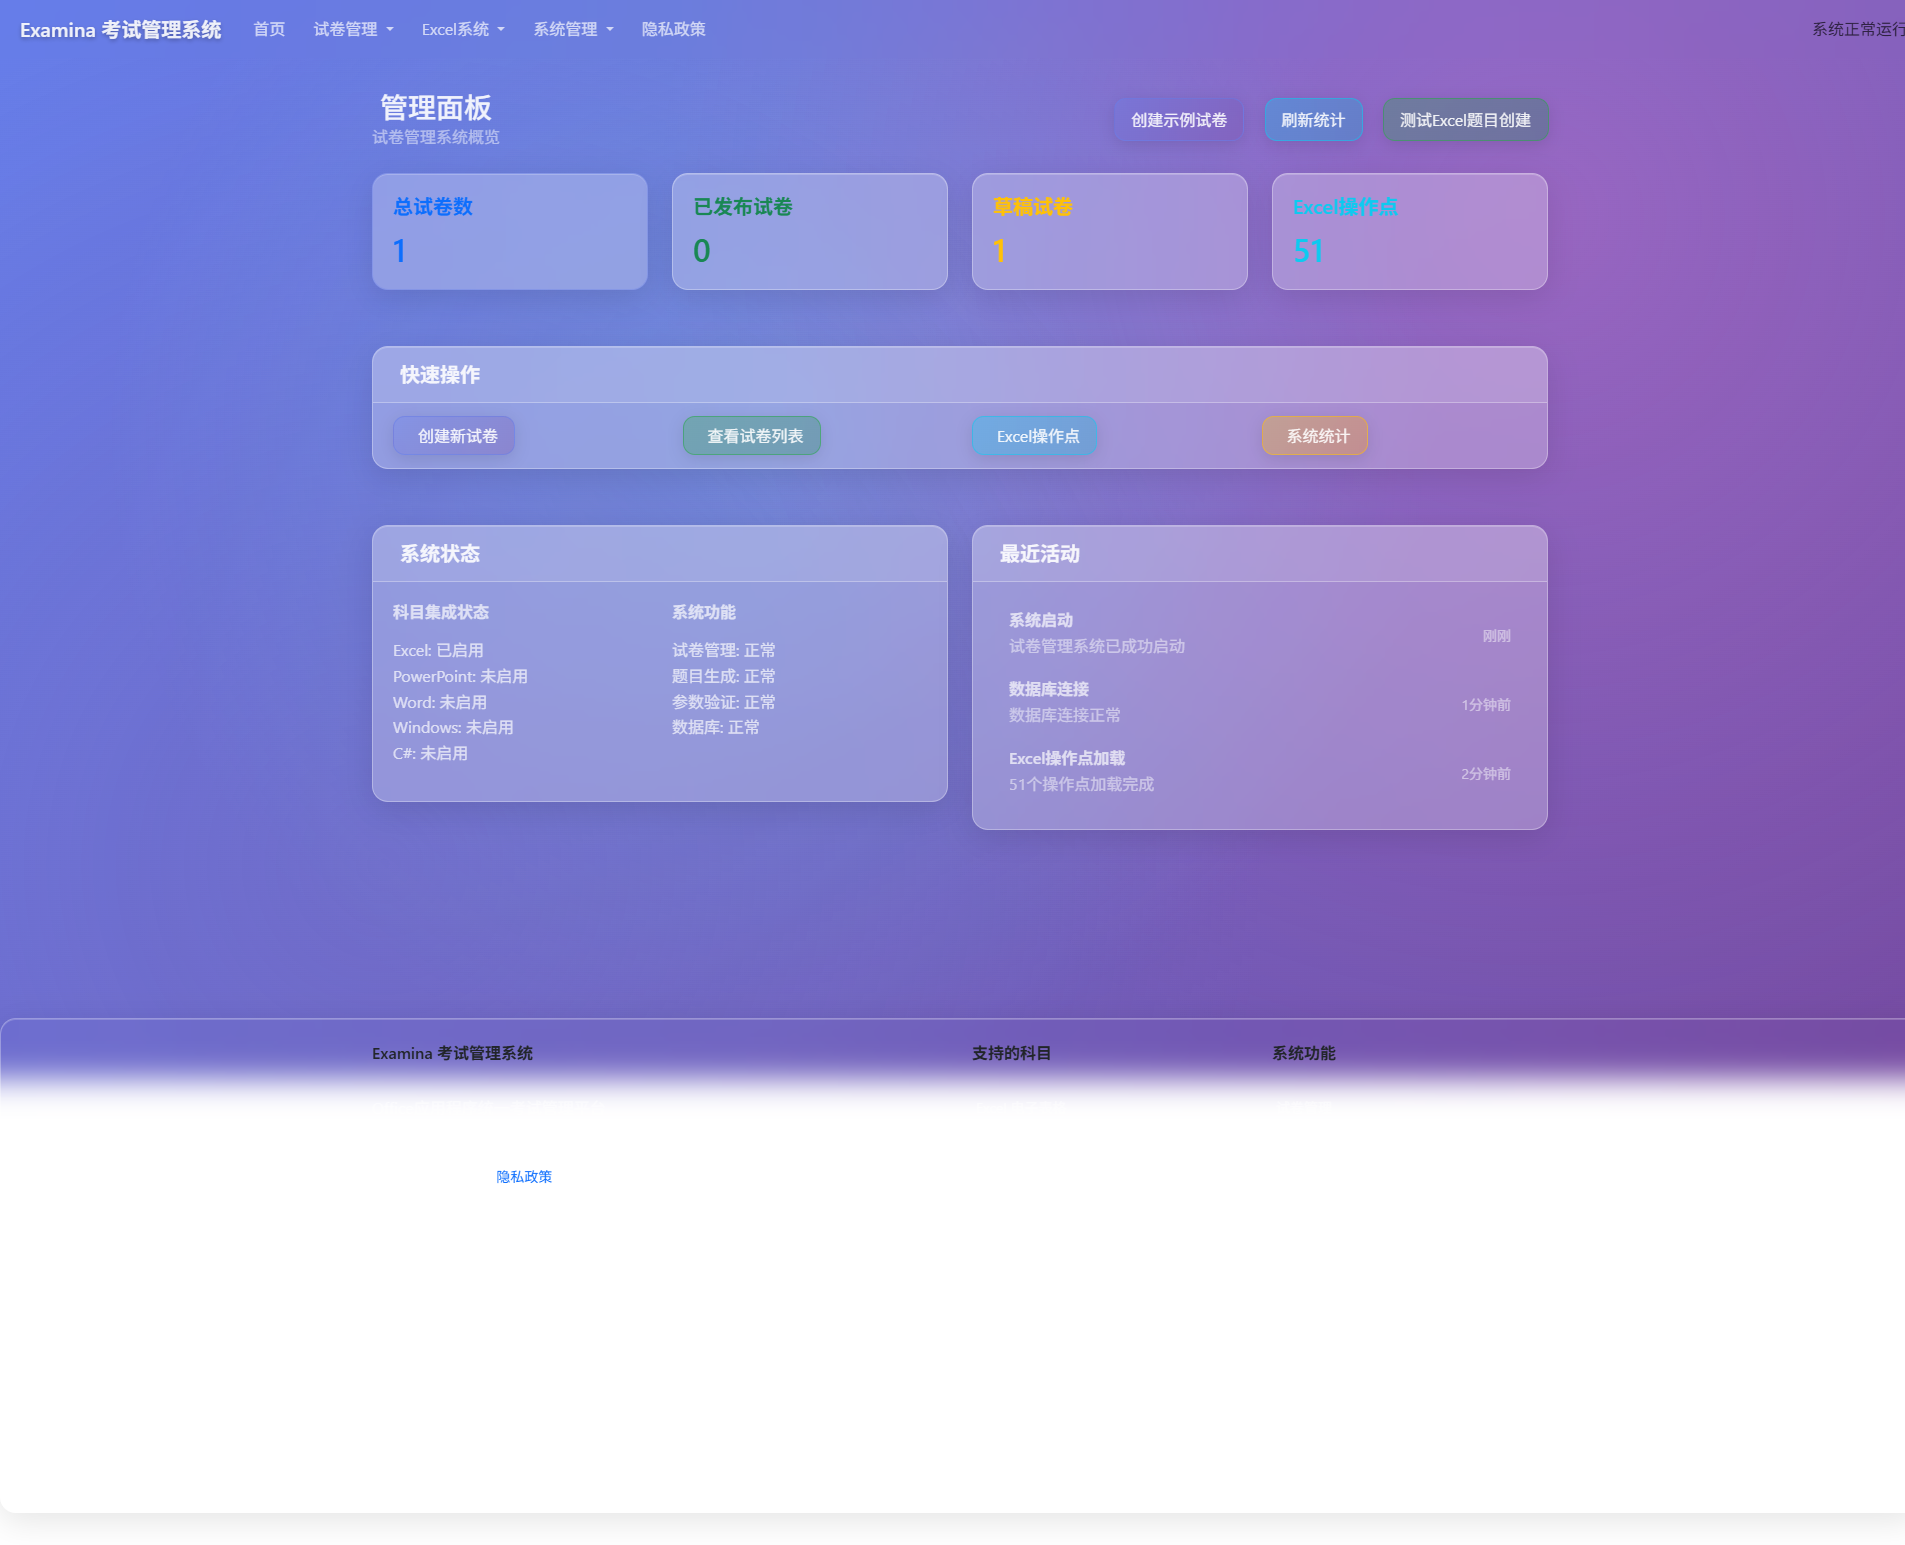 Examina 考试管理系统 首页 试卷管理 Excel系统 系统管理 隐私政策 系统正常运行
管理面板
试卷管理系统概览
创建示例试卷 刷新统计 测试Excel题目创建
总试卷数 已发布试卷 草稿试卷 Excel操作点
1 0 1 51
快速操作
创建新试卷 查看试卷列表 Excel操作点 系统统计
系统状态
科目集成状态
Excel: 已启用
PowerPoint: 未启用
Word: 未启用
Windows: 未启用
C#: 未启用
系统功能
试卷管理: 正常
题目生成: 正常
参数验证: 正常
数据库: 正常
最近活动
系统启动
试卷管理系统已成功启动
刚刚
数据库连接
数据库连接正常
1分钟前
Excel操作点加载
51个操作点加载完成
2分钟前
Examina 考试管理系统 支持的科目 系统功能
隐私政策